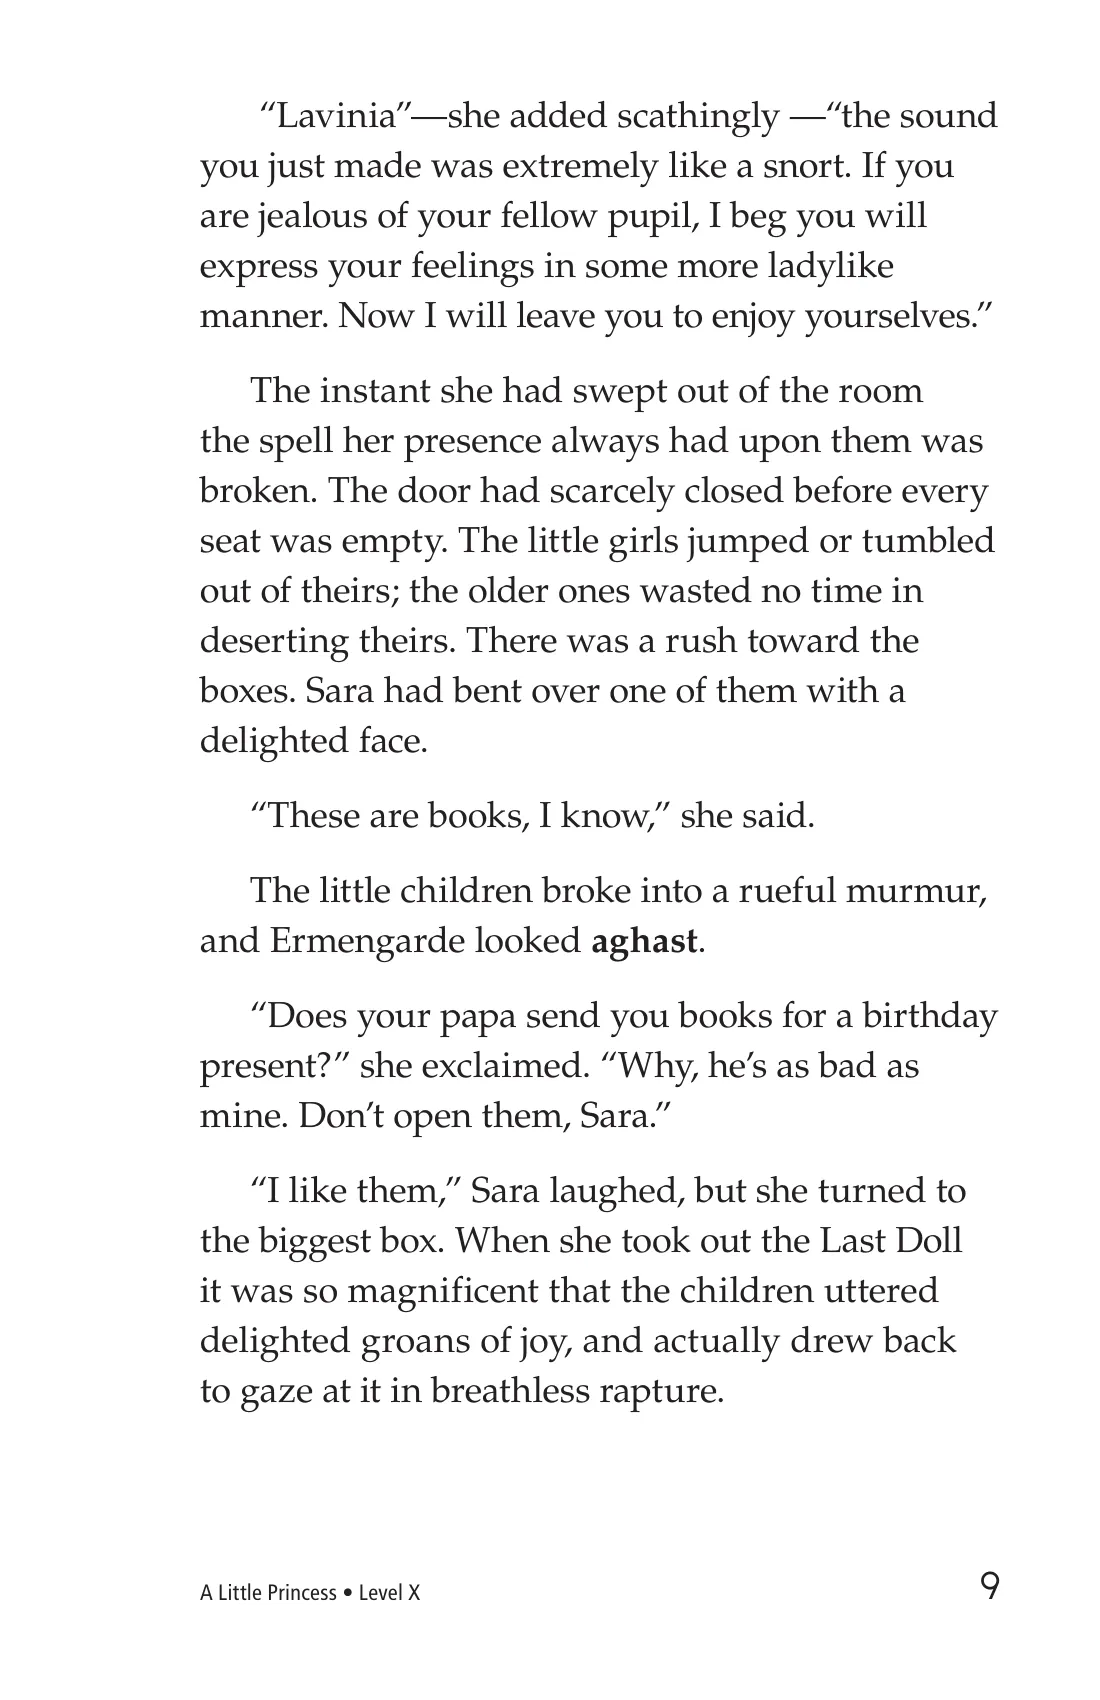 “Lavinia”—she added scathingly —“the sound
you just made was extremely like a snort. If you
are jealous of your fellow pupil, I beg you will
express your feelings in some more ladylike
manner. Now I will leave you to enjoy yourselves.”
The instant she had swept out of the room
the spell her presence always had upon them was
broken. The door had scarcely closed before every
seat was empty. The little girls jumped or tumbled
out of theirs; the older ones wasted no time in
deserting theirs. There was a rush toward the
boxes. Sara had bent over one of them with a
delighted face.
“These are books, I know,” she said.
The little children broke into a rueful murmur,
and Ermengarde looked aghast.
“Does your papa send you books for a birthday
present?” she exclaimed. “Why, he’s as bad as
mine. Don’t open them, Sara.”
“I like them,” Sara laughed, but she turned to
the biggest box. When she took out the Last Doll
it was so magnificent that the children uttered
delighted groans of joy, and actually drew back
to gaze at it in breathless rapture.
A Little Princess • Level X
9